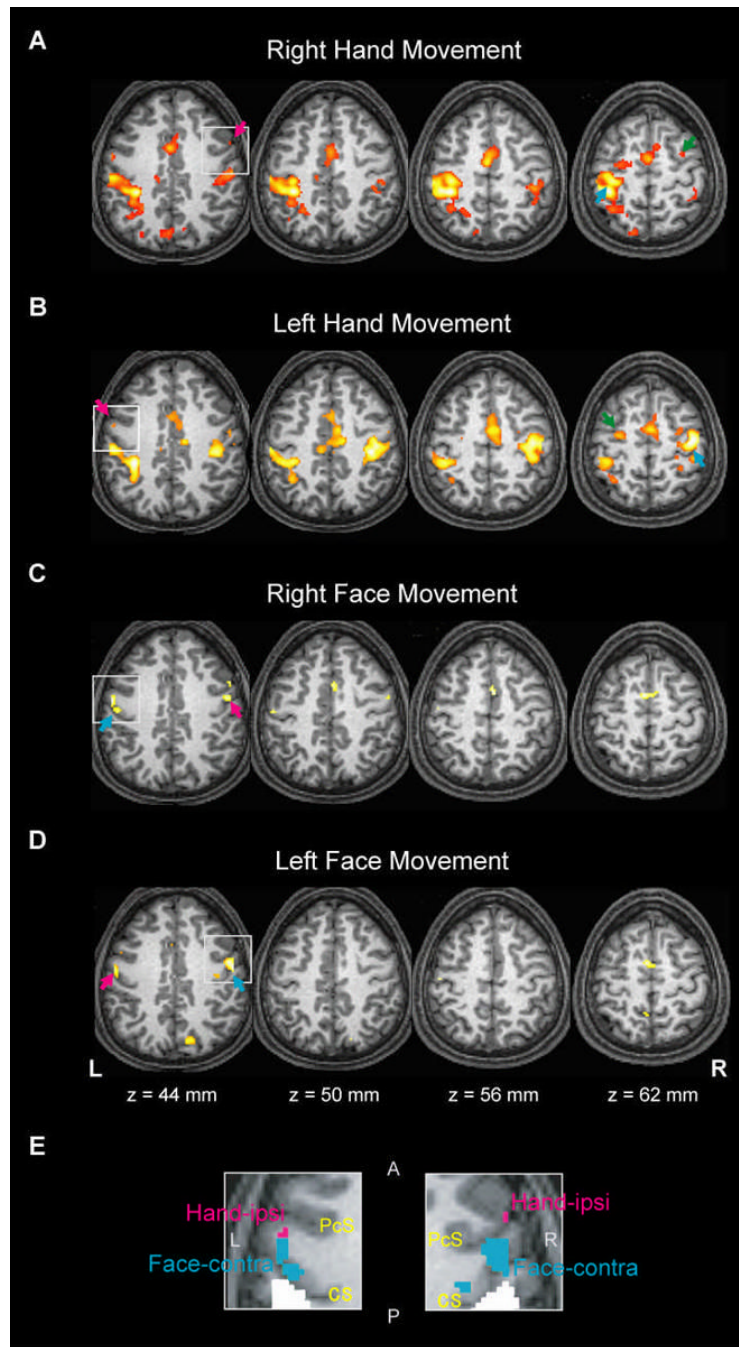 A
Right Hand Movement
B
Left Hand Movement
C
Right Face Movement
D
Left Face Movement
L R
z = 44 mm z = 50 mm z = 56 mm z = 62 mm
E
A
Hand-ipsi Hand-ipsi
L PcS PcS R
Face-contra Face-contra
CS CS
P